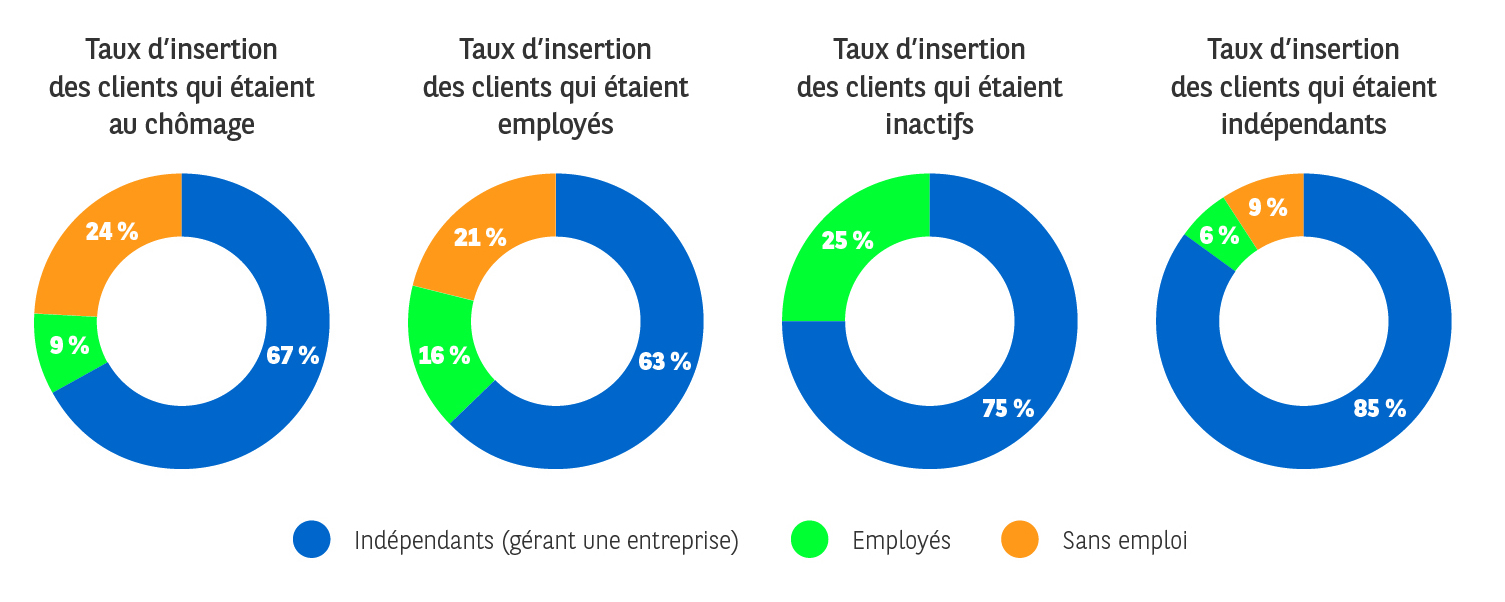 Taux d’insertion
des clients qui étaient
au chômage
Taux d’insertion
des clients qui étaient
employés
Taux d’insertion
des clients qui étaient
inactifs
Taux d’insertion
des clients qui étaient
indépendants
24 %
9 %
67 %
21 %
16 %
63 %
25 %
75 %
9 %
6 %
85 %
Indépendants (gérant une entreprise)
Employés
Sans emploi